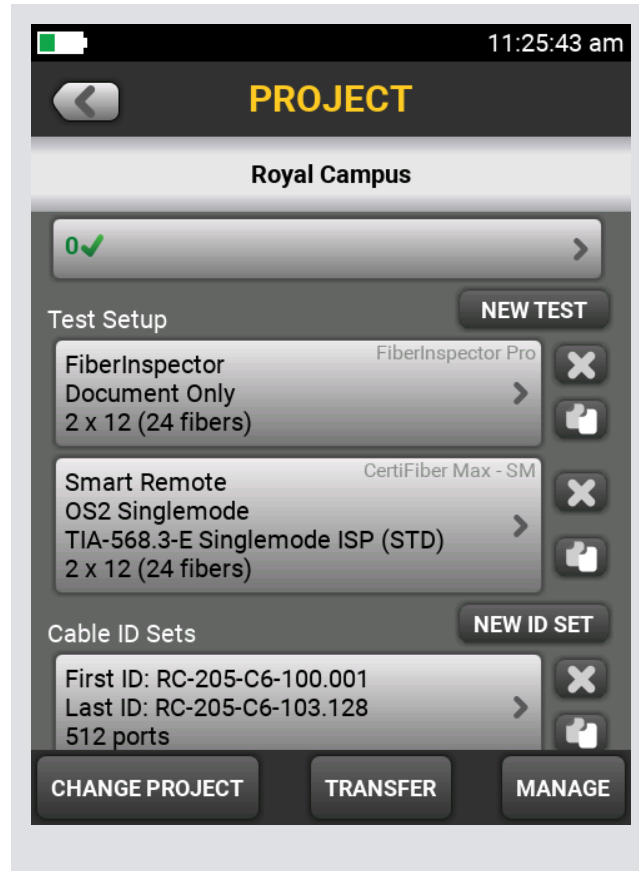 11:25:43 am
PROJECT
Royal Campus
0
Test Setup
NEW TEST
FiberInspector Pro
FiberInspector
Document Only
2 x 12 (24 fibers)
CertiFiber Max - SM
Smart Remote
OS2 Singlemode
TIA-568.3-E Singlemode ISP (STD)
2 x 12 (24 fibers)
Cable ID Sets
NEW ID SET
First ID: RC-205-C6-100.001
Last ID: RC-205-C6-103.128
512 ports
CHANGE PROJECT
TRANSFER
MANAGE